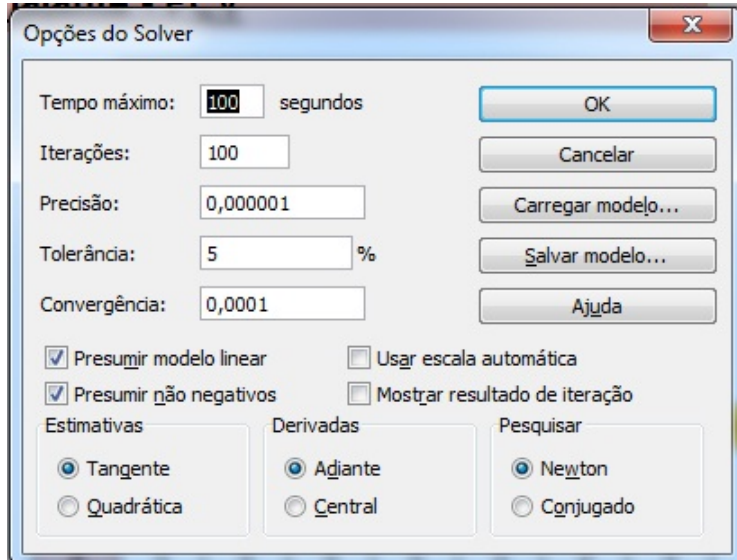 Opções do Solver
Tempo máximo: 100 segundos
OK
Iterações: 100
Cancelar
Precisão: 0,000001
Carregar modelo...
Tolerância: 5 %
Salvar modelo...
Convergência: 0,0001
Ajuda
Presumir modelo linear
Usar escala automática
Presumir não negativos
Mostrar resultado de iteração
Estimativas
Tangente
Quadrática
Derivadas
Adiante
Central
Pesquisar
Newton
Conjugado